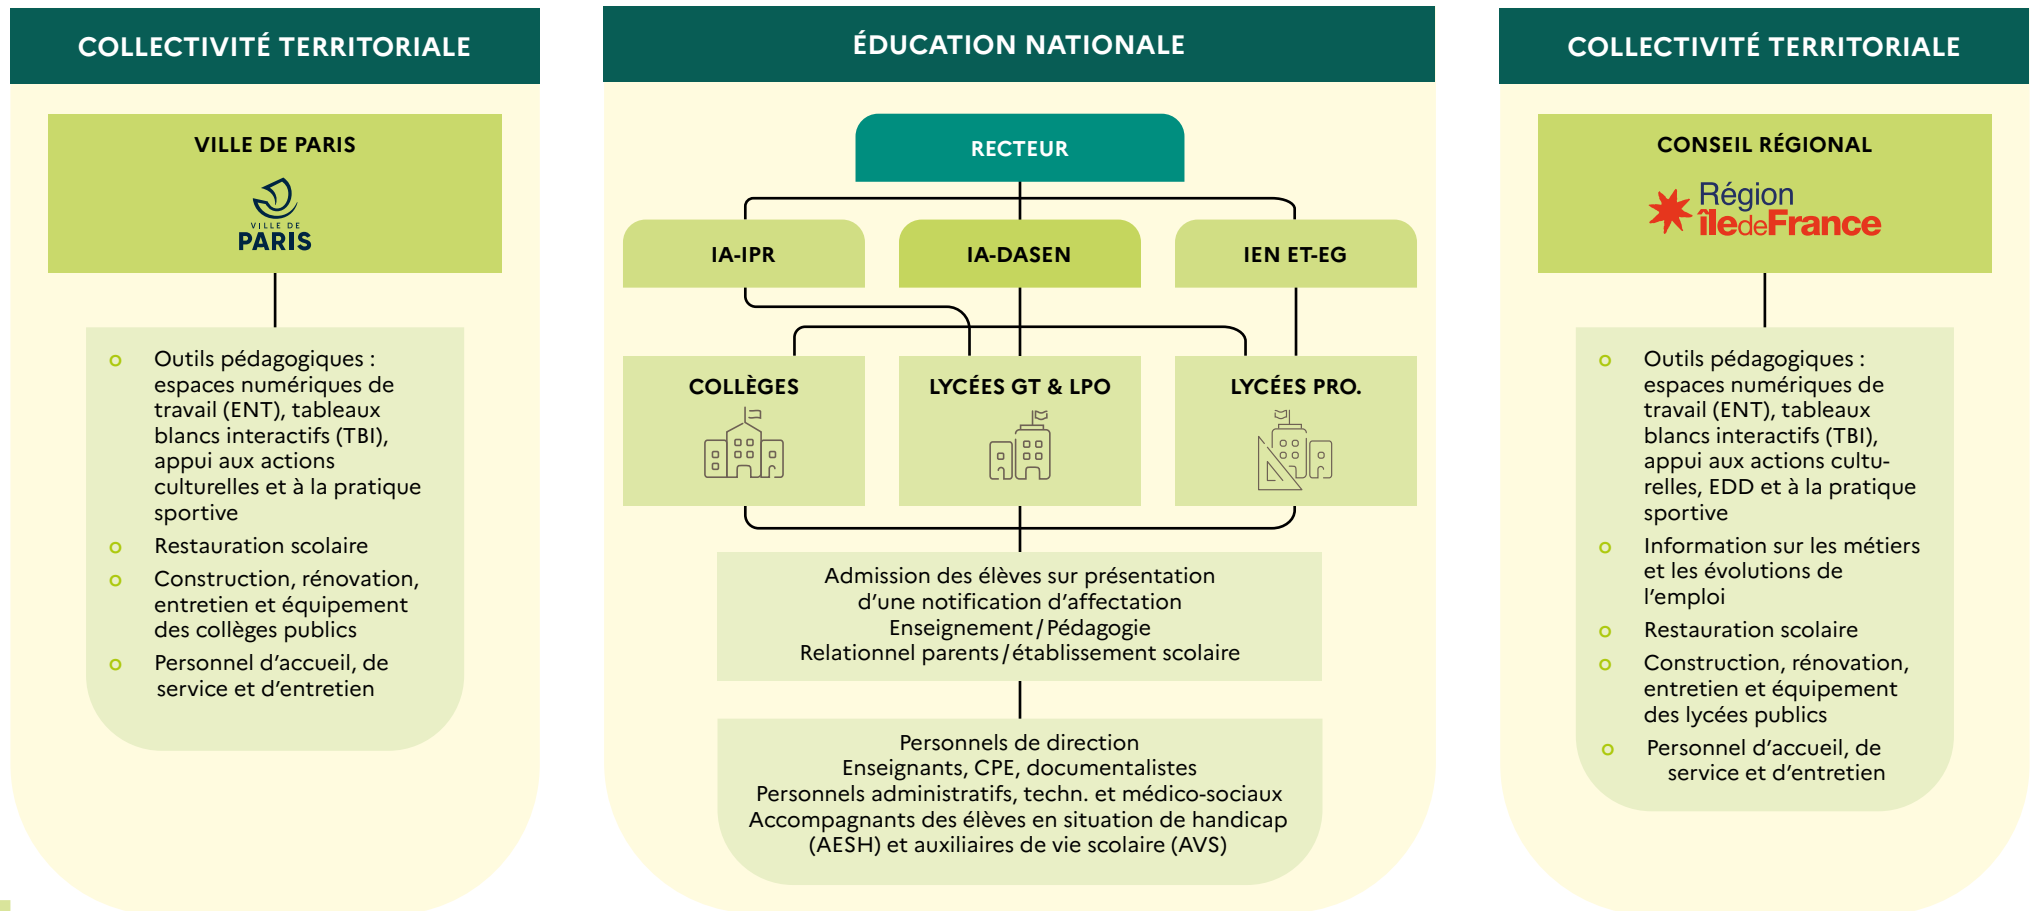 COLLECTIVITÉ TERRITORIALE
VILLE DE PARIS
VILLE DE
PARIS
o Outils pédagogiques :
espaces numériques de
travail (ENT), tableaux
blancs interactifs (TBI),
appui aux actions
culturelles et à la pratique
sportive
o Restauration scolaire
o Construction, rénovation,
entretien et équipement
des collèges publics
o Personnel d’accueil, de
service et d’entretien
ÉDUCATION NATIONALE
RECTEUR
IA-IPR
IA-DASEN
IEN ET-EG
COLLÈGES
LYCÉES GT & LPO
LYCÉES PRO.
Admission des élèves sur présentation
d’une notification d’affectation
Enseignement/Pédagogie
Relationnel parents/établissement scolaire
Personnels de direction
Enseignants, CPE, documentalistes
Personnels administratifs, techn. et médico-sociaux
Accompagnants des élèves en situation de handicap
(AESH) et auxiliaires de vie scolaire (AVS)
COLLECTIVITÉ TERRITORIALE
CONSEIL RÉGIONAL
Région
îledeFrance
o Outils pédagogiques :
espaces numériques de
travail (ENT), tableaux
blancs interactifs (TBI),
appui aux actions cultu-
relles, EDD et à la pratique
sportive
o Information sur les métiers
et les évolutions de
l’emploi
o Restauration scolaire
o Construction, rénovation,
entretien et équipement
des lycées publics
o Personnel d’accueil, de
service et d’entretien